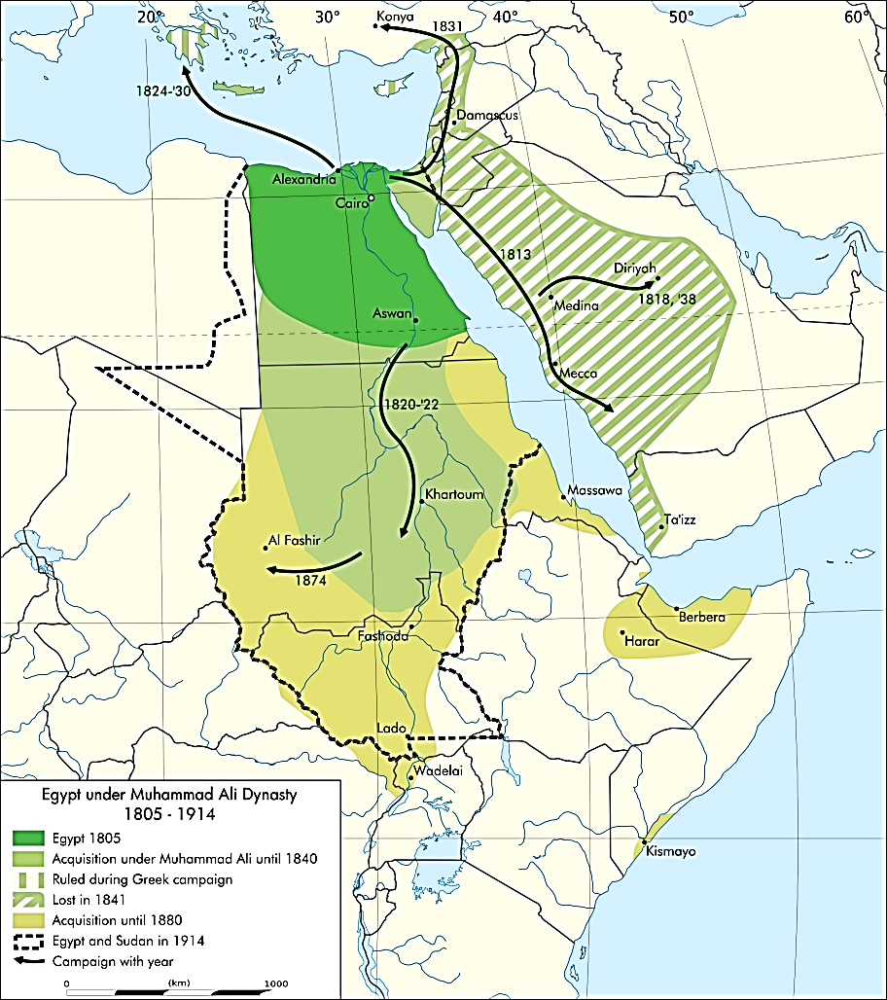 20°
30°
40°
50°
60°
Konya
1831
1824-'30
Damascus
Alexandria
Cairo
1813
Diriyah
1818, '38
Medina
Aswan
Mecca
1820-'22
Khartoum
Massawa
Ta'izz
Al Fashir
1874
Berbera
Fashoda
Harar
Lado
Wadelai
Kismayo
Egypt under Muhammad Ali Dynasty
1805 - 1914
Egypt 1805
Acquisition under Muhammad Ali until 1840
Ruled during Greek campaign
Lost in 1841
Acquisition until 1880
Egypt and Sudan in 1914
Campaign with year
0 (km) 1000